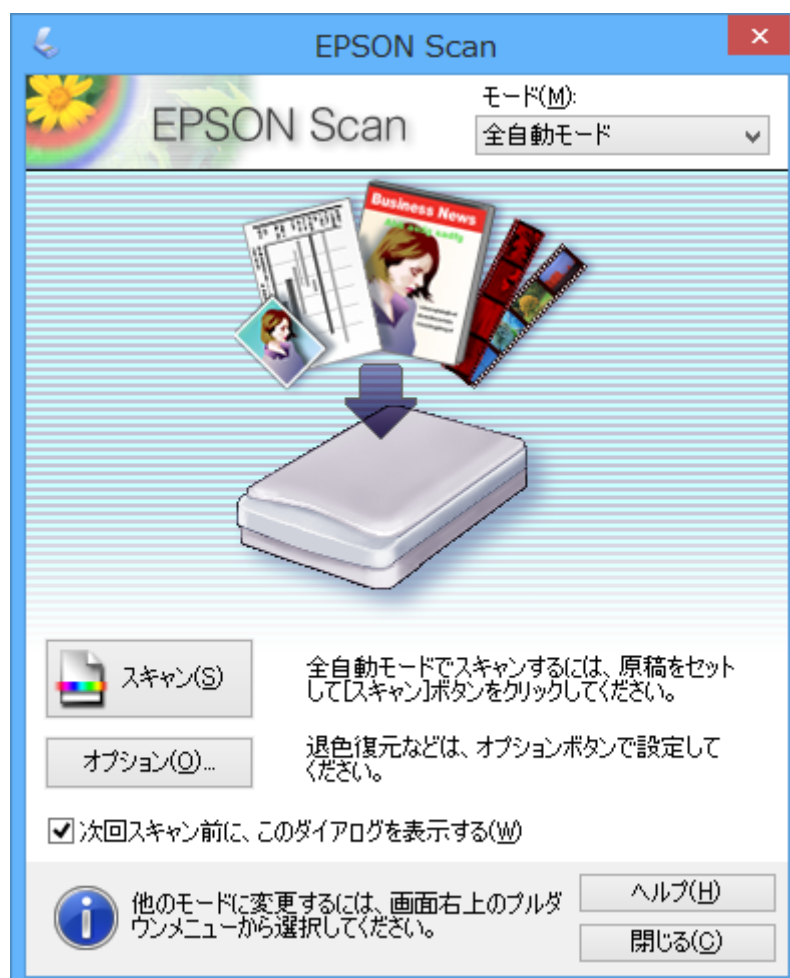 EPSON Scan
EPSON Scan
モード(M):
全自動モード
Business News
スキャン(S)
全自動モードでスキャンするには、原稿をセット
して[スキャン]ボタンをクリックしてください。
オプション(O)...
退色復元などは、オプションボタンで設定して
ください。
次回スキャン前に、このダイアログを表示する(W)
他のモードに変更するには、画面右上のプルダ
ウンメニューから選択してください。
ヘルプ(H)
閉じる(C)